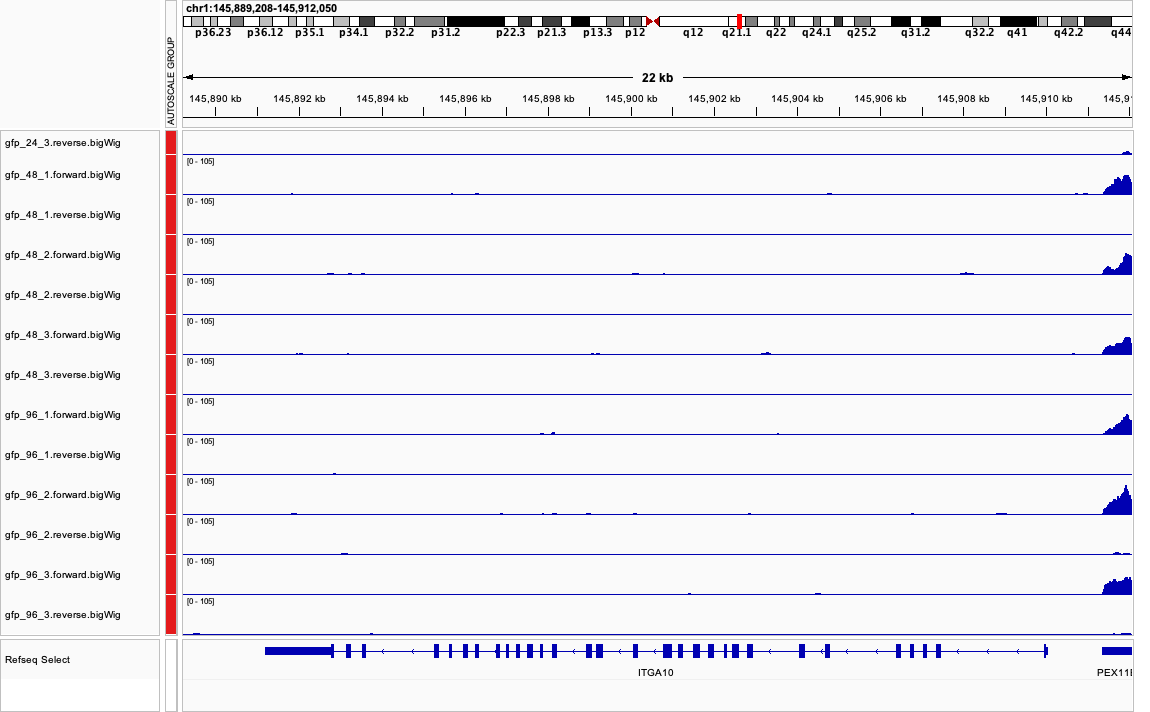 chr1:145,889,208-145,912,050
p36.23 p36.12 p35.1 p34.1 p32.2 p31.2 p22.3 p21.3 p13.3 p12 q12 q21.1 q22 q24.1 q25.2 q31.2 q32.2 q41 q42.2 q44
AUTOSCALE GROUP
22 kb
145,890 kb 145,892 kb 145,894 kb 145,896 kb 145,898 kb 145,900 kb 145,902 kb 145,904 kb 145,906 kb 145,908 kb 145,910 kb 145,9
gfp_24_3.reverse.bigWig
[0 - 105]
gfp_48_1.forward.bigWig
[0 - 105]
gfp_48_1.reverse.bigWig
[0 - 105]
gfp_48_2.forward.bigWig
[0 - 105]
gfp_48_2.reverse.bigWig
[0 - 105]
gfp_48_3.forward.bigWig
[0 - 105]
gfp_48_3.reverse.bigWig
[0 - 105]
gfp_96_1.forward.bigWig
[0 - 105]
gfp_96_1.reverse.bigWig
[0 - 105]
gfp_96_2.forward.bigWig
[0 - 105]
gfp_96_2.reverse.bigWig
[0 - 105]
gfp_96_3.forward.bigWig
[0 - 105]
gfp_96_3.reverse.bigWig
Refseq Select
ITGA10 PEX11